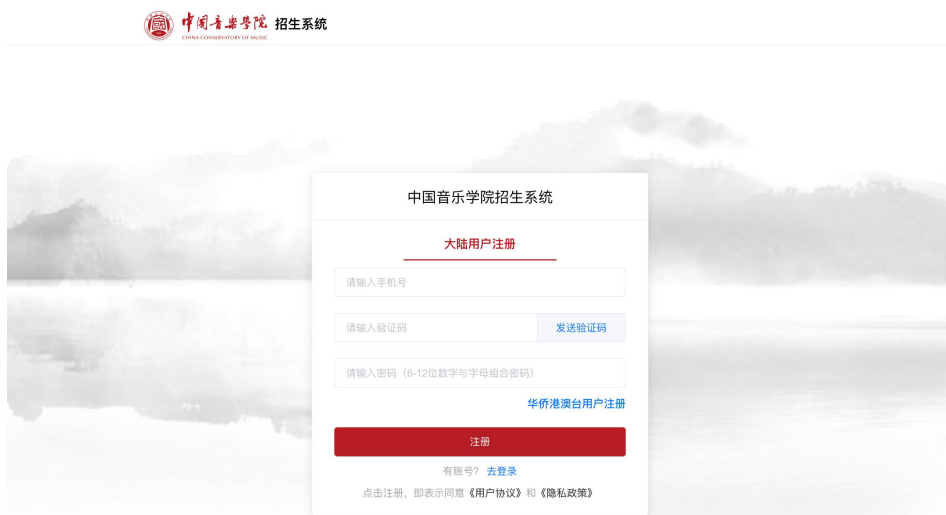 中国音乐学院 招生系统
CHINA CONSERVATORY OF MUSIC
中国音乐学院招生系统
大陆用户注册
请输入手机号
请输入验证码 发送验证码
请输入密码（6-12位数字与字母组合密码）
华侨港澳台用户注册
注册
有账号？ 去登录
点击注册，即表示同意《用户协议》和《隐私政策》